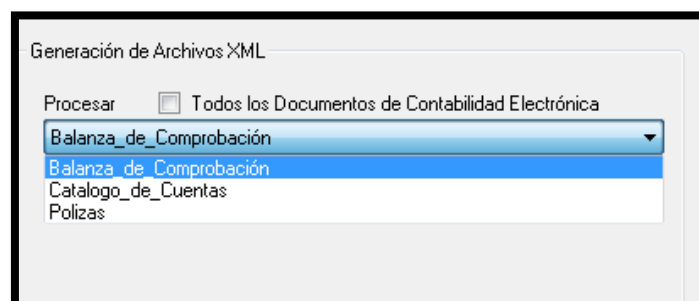 Generación de Archivos XML
Procesar Todos los Documentos de Contabilidad Electrónica
Balanza_de_Comprobación
Balanza_de_Comprobación
Catalogo_de_Cuentas
Polizas